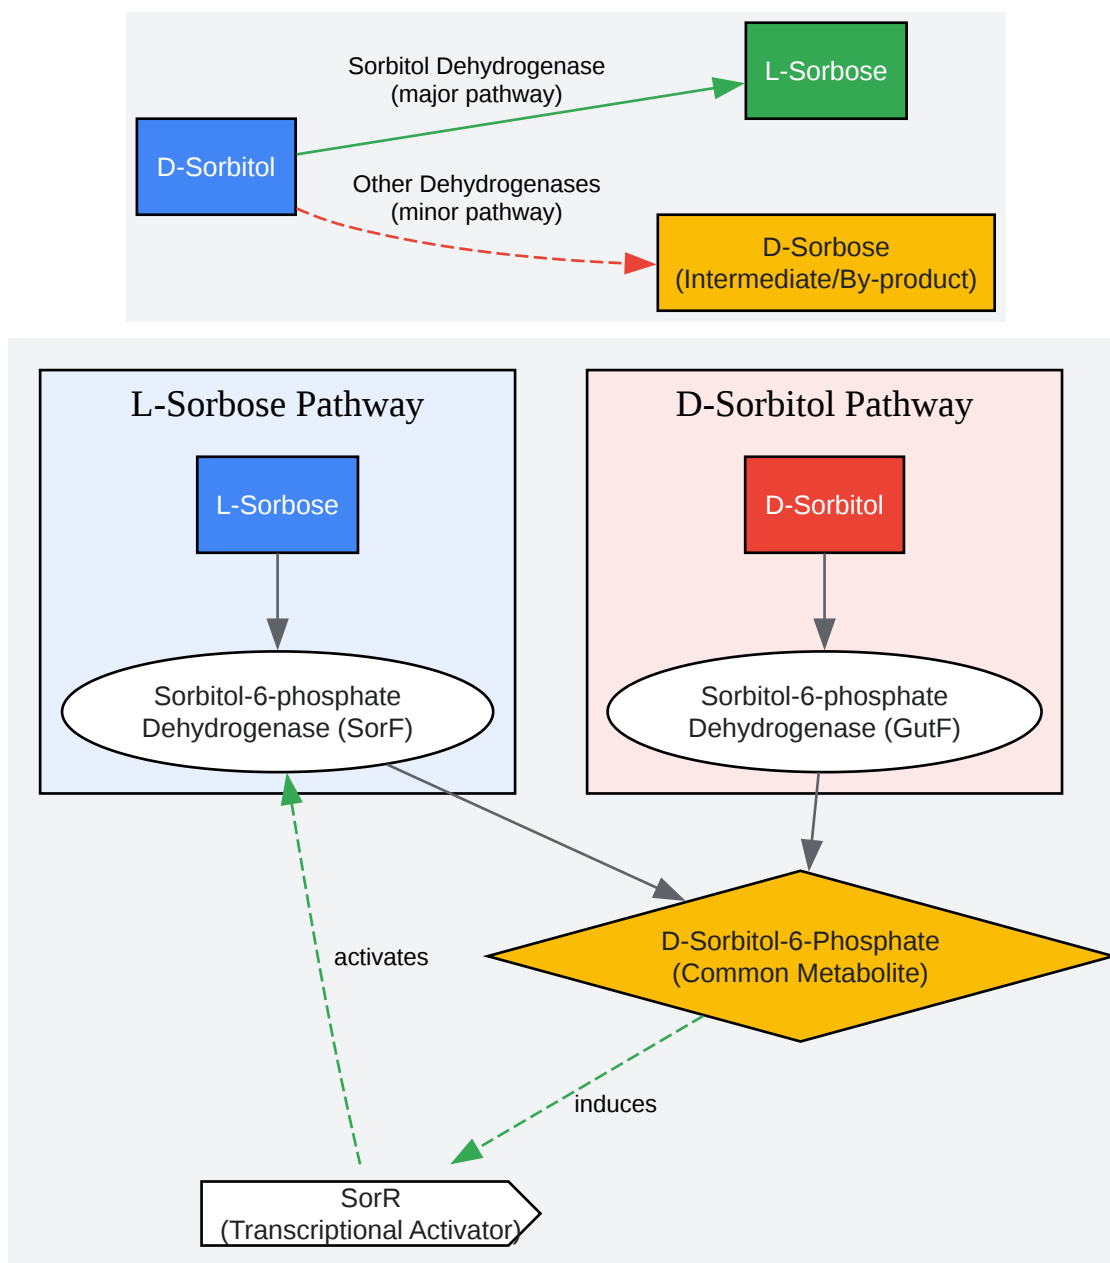 Sorbitol Dehydrogenase
(major pathway)
L-Sorbose
D-Sorbitol
Other Dehydrogenases
(minor pathway)
D-Sorbose
(Intermediate/By-product)
L-Sorbose Pathway
D-Sorbitol Pathway
L-Sorbose
D-Sorbitol
Sorbitol-6-phosphate
Dehydrogenase (SorF)
Sorbitol-6-phosphate
Dehydrogenase (GutF)
activates
D-Sorbitol-6-Phosphate
(Common Metabolite)
induces
SorR
(Transcriptional Activator)